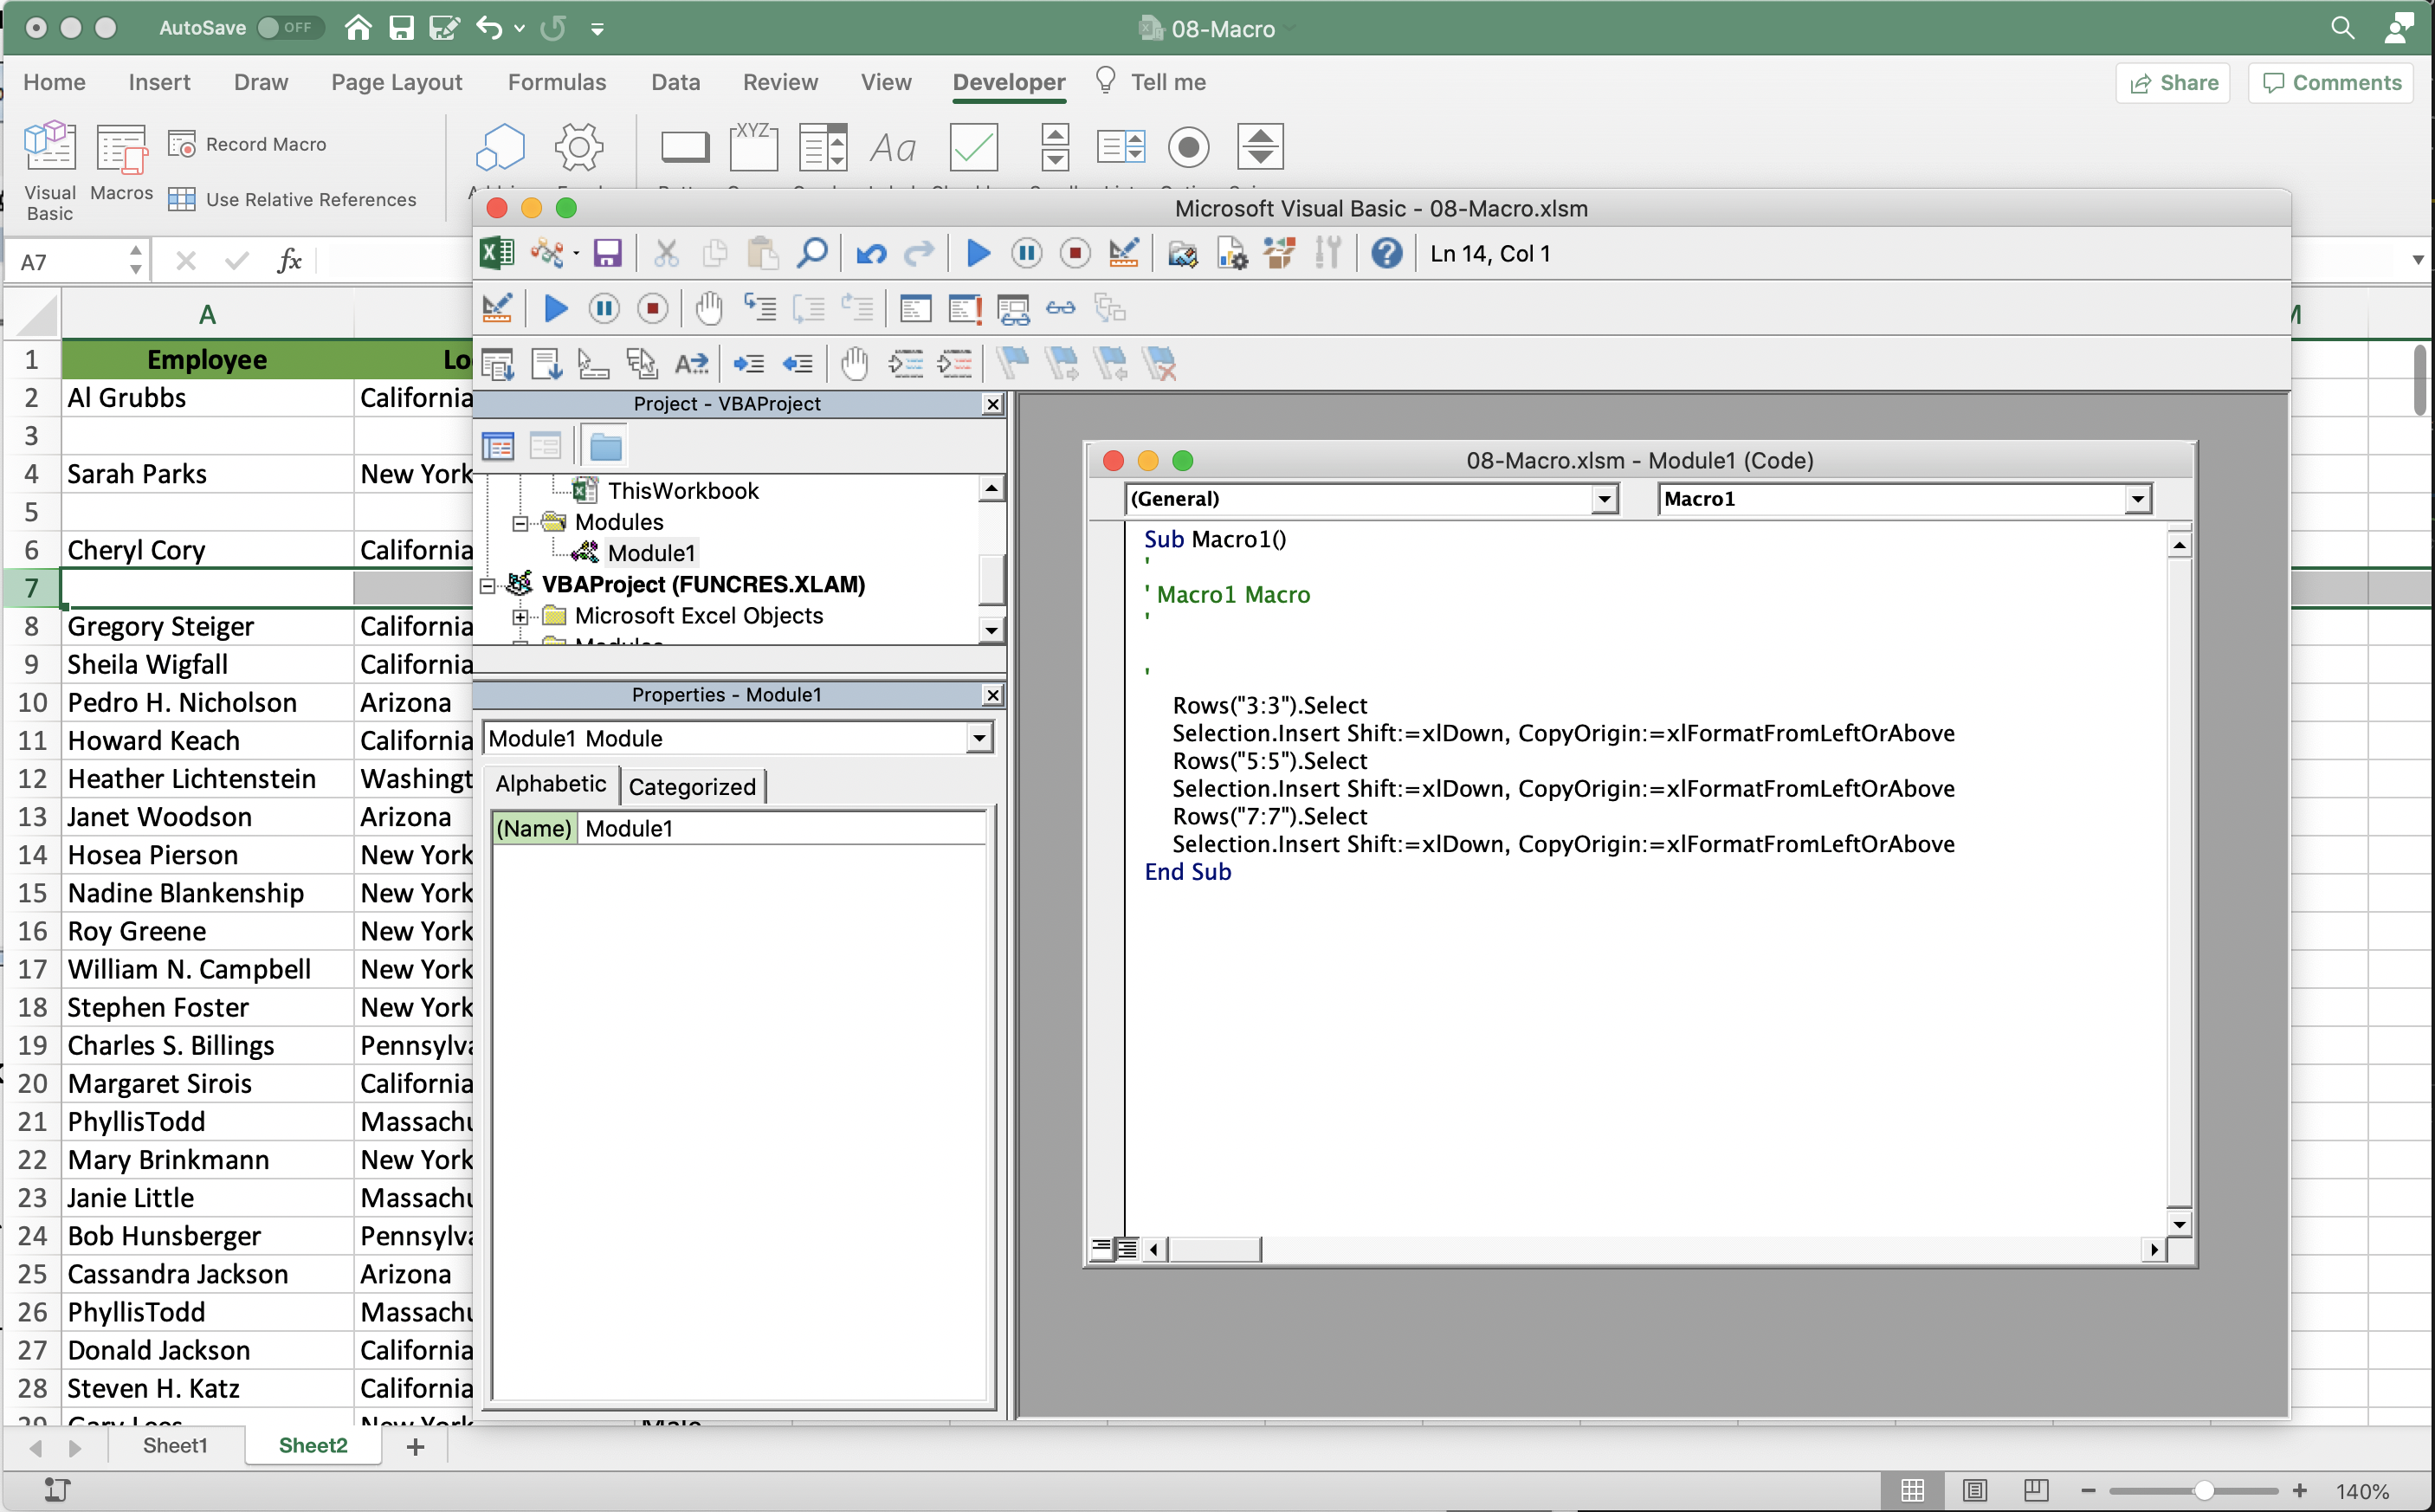 AutoSave OFF 08-Macro
Home Insert Draw Page Layout Formulas Data Review View Developer Tell me Share Comments
Record Macro
Visual Basic Macros Use Relative References
XYZ Aa
Microsoft Visual Basic - 08-Macro.xlsm
A7 fx
Ln 14, Col 1
A
1 Employee
2 Al Grubbs California
3
4 Sarah Parks New York
5
6 Cheryl Cory California
7
8 Gregory Steiger California
9 Sheila Wigfall California
10 Pedro H. Nicholson Arizona
11 Howard Keach California
12 Heather Lichtenstein Washingt
13 Janet Woodson Arizona
14 Hosea Pierson New York
15 Nadine Blankenship New York
16 Roy Greene New York
17 William N. Campbell New York
18 Stephen Foster New York
19 Charles S. Billings Pennsylva
20 Margaret Sirois California
21 PhyllisTodd Massachu
22 Mary Brinkmann New York
23 Janie Little Massachu
24 Bob Hunsberger Pennsylva
25 Cassandra Jackson Arizona
26 PhyllisTodd Massachu
27 Donald Jackson California
28 Steven H. Katz California
29 Gary Lees New York Male
Project - VBAProject
ThisWorkbook
Modules
Module1
VBAProject (FUNCRES.XLAM)
Microsoft Excel Objects
Modules
Properties - Module1
Module1 Module
Alphabetic Categorized
(Name) Module1
08-Macro.xlsm - Module1 (Code)
(General) Macro1
Sub Macro1()
'
' Macro1 Macro
'
'
Rows("3:3").Select
Selection.Insert Shift:=xlDown, CopyOrigin:=xlFormatFromLeftOrAbove
Rows("5:5").Select
Selection.Insert Shift:=xlDown, CopyOrigin:=xlFormatFromLeftOrAbove
Rows("7:7").Select
Selection.Insert Shift:=xlDown, CopyOrigin:=xlFormatFromLeftOrAbove
End Sub
Sheet1 Sheet2 +
140%